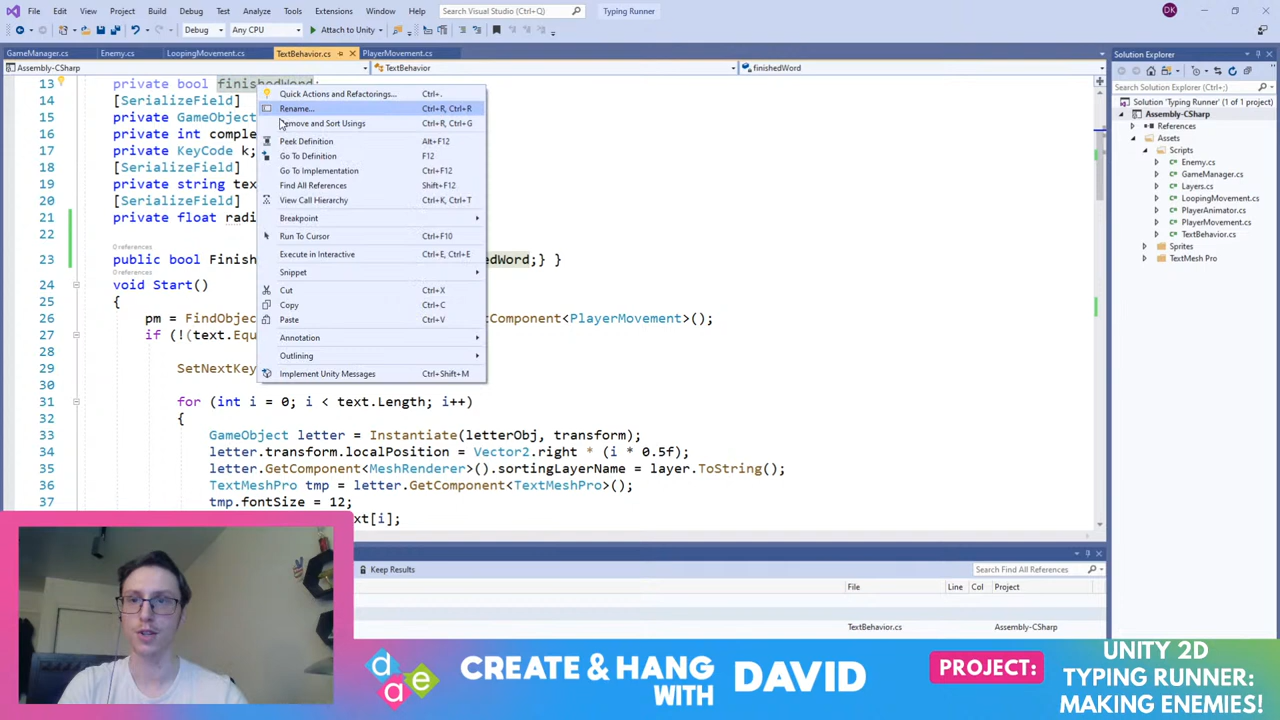 File Edit View Project Build Debug Test Analyze Tools Extensions Window Help Search (Ctrl+Q) Typing Runner DK
Debug Any CPU Attach to Unity
GameManager.cs Enemy.cs LoopingMovement.cs TextBehavior.cs PlayerMovement.cs
Assembly-CSharp TextBehavior finishedWord
13 private bool finishedWord;
14 [SerializeField]
15 private GameObject
16 private int comple
17 private KeyCode k;
18 [SerializeField]
19 private string tex
20 [SerializeField]
21 private float radi
22
0 references
23 public bool Finish edWord;} }
0 references
24 void Start()
25 {
26 pm = FindObjec Component<PlayerMovement>();
27 if (!(text.Equ
28
29 SetNextKey
30
31 for (int i = 0; i < text.Length; i++)
32 {
33 GameObject letter = Instantiate(letterObj, transform);
34 letter.transform.localPosition = Vector2.right * (i * 0.5f);
35 letter.GetComponent<MeshRenderer>().sortingLayerName = layer.ToString();
36 TextMeshPro tmp = letter.GetComponent<TextMeshPro>();
37 tmp.fontSize = 12;
xt[i];
Quick Actions and Refactorings... Ctrl+.
Rename... Ctrl+R, Ctrl+R
Remove and Sort Usings Ctrl+R, Ctrl+G
Peek Definition Alt+F12
Go To Definition F12
Go To Implementation Ctrl+F12
Find All References Shift+F12
View Call Hierarchy Ctrl+K, Ctrl+T
Breakpoint
Run To Cursor Ctrl+F10
Execute in Interactive Ctrl+E, Ctrl+E
Snippet
Cut Ctrl+X
Copy Ctrl+C
Paste Ctrl+V
Annotation
Outlining
Implement Unity Messages Ctrl+Shift+M
Solution Explorer
Search Solution Explorer (Ctrl+;)
Solution 'Typing Runner' (1 of 1 project)
Assembly-CSharp
References
Assets
Scripts
Enemy.cs
GameManager.cs
Layers.cs
LoopingMovement.cs
PlayerAnimator.cs
PlayerMovement.cs
TextBehavior.cs
Sprites
TextMesh Pro
Keep Results Search Find All References
File Line Col Project
TextBehavior.cs Assembly-CSharp
dae
CREATE & HANG
WITH
DAVID
PROJECT:
UNITY 2D
TYPING RUNNER:
MAKING ENEMIES!